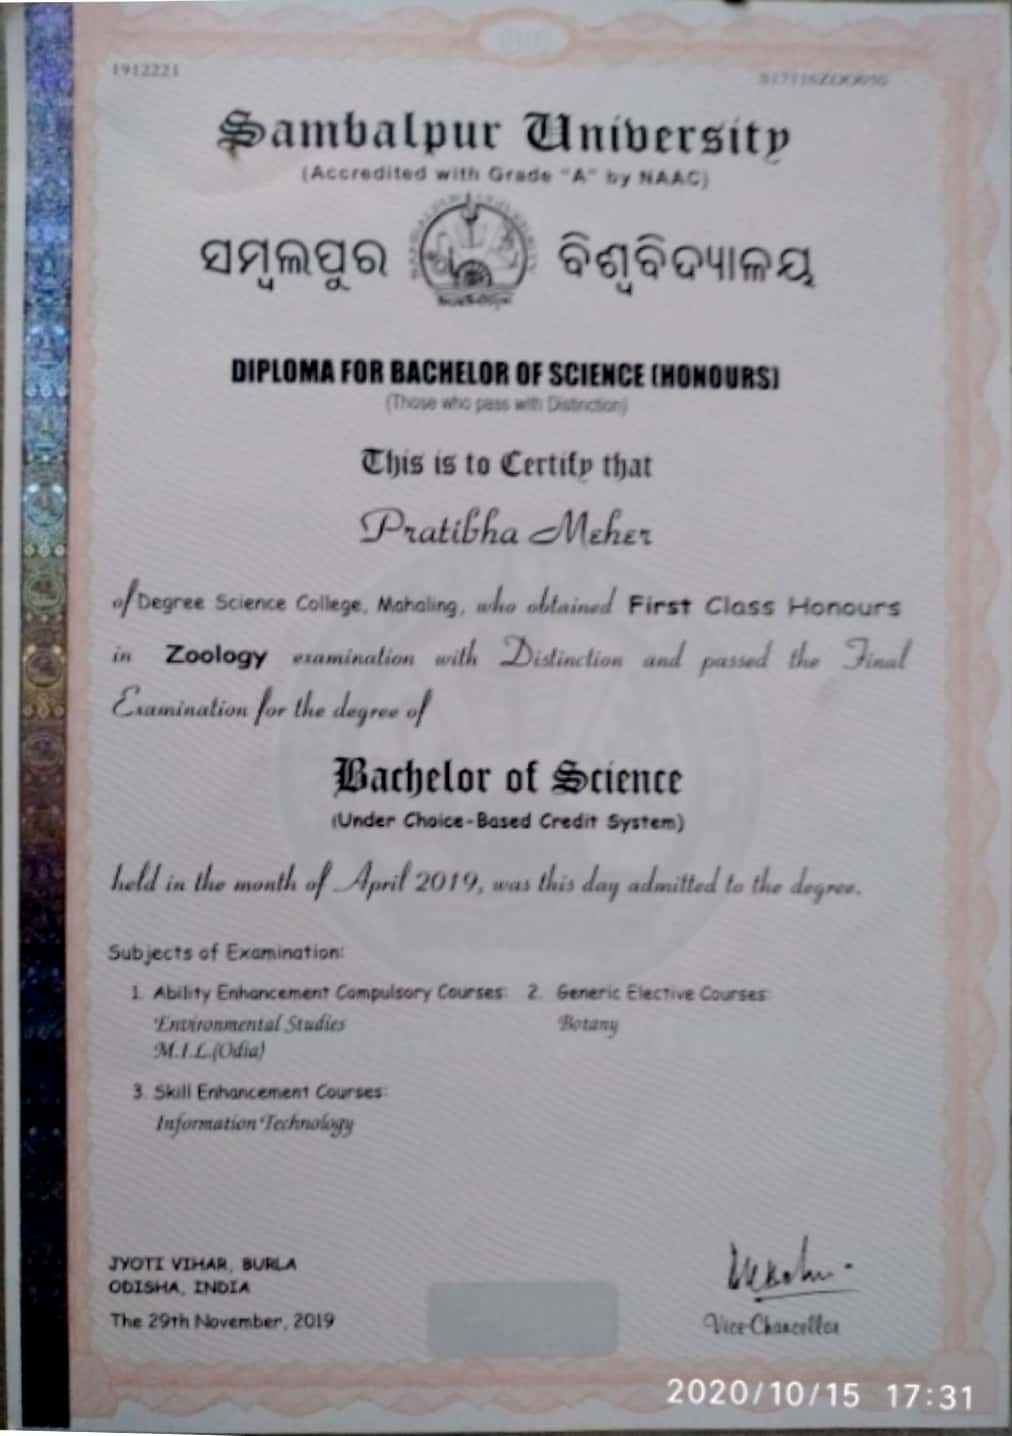 1912221
Sambalpur University
(Accredited with Grade "A" by NAAC)
ସମ୍ବଲପୁର ବିଶ୍ୱବିଦ୍ୟାଳୟ
DIPLOMA FOR BACHELOR OF SCIENCE (HONOURS)
(Those who pass with Distinction)
This is to Certify that
Pratibha Meher
of Degree Science College, Mahaling, who obtained First Class Honours
in Zoology examination with Distinction and passed the Final
Examination for the degree of
Bachelor of Science
(Under Choice-Based Credit System)
held in the month of April 2019, was this day admitted to the degree.
Subjects of Examination:
1. Ability Enhancement Compulsory Courses: 2. Generic Elective Courses:
Environmental Studies Botany
M.I.L.(Odia)
3. Skill Enhancement Courses:
Information Technology
JYOTI VIHAR, BURLA
ODISHA, INDIA
The 29th November, 2019
Vice-Chancellor
2020/10/15 17:31